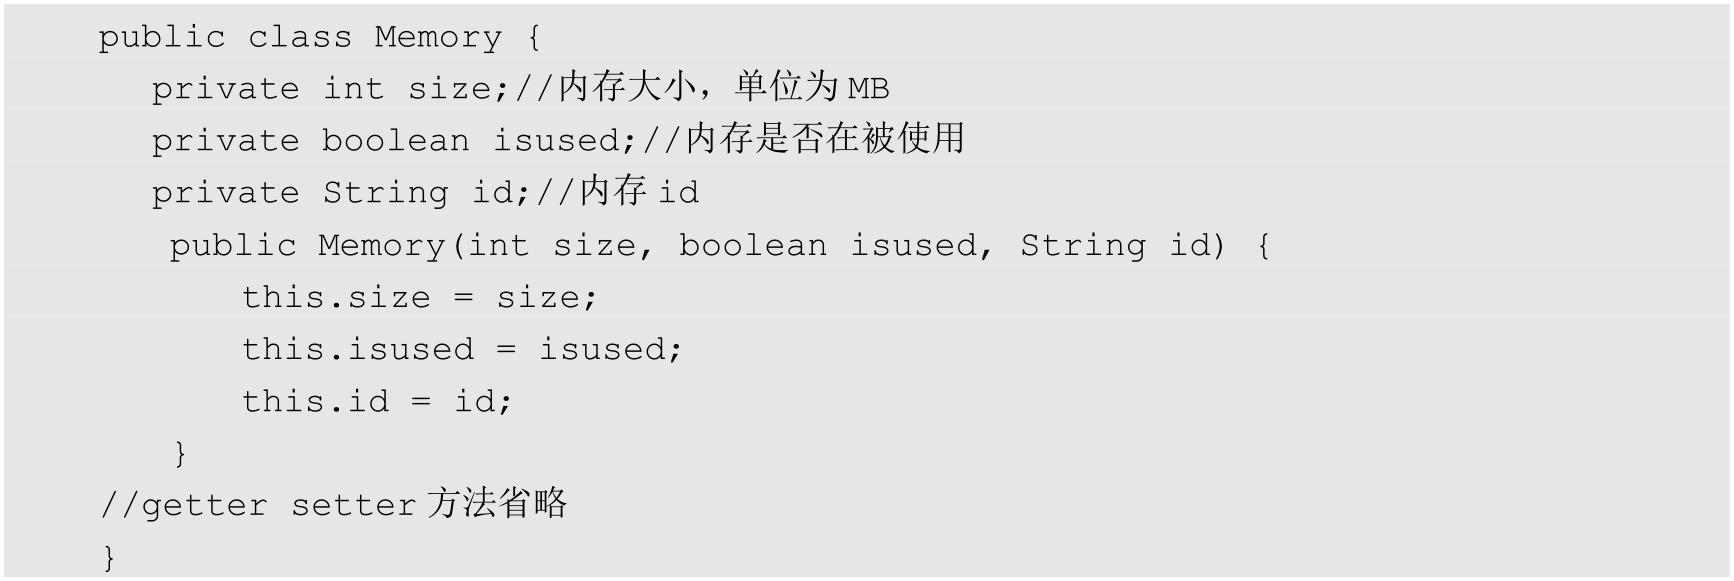 public class Memory {
private int size;//内存大小，单位为 MB
private boolean isused;//内存是否在被使用
private String id;//内存 id
public Memory(int size, boolean isused, String id) {
this.size = size;
this.isused = isused;
this.id = id;
}
//getter setter 方法省略
}